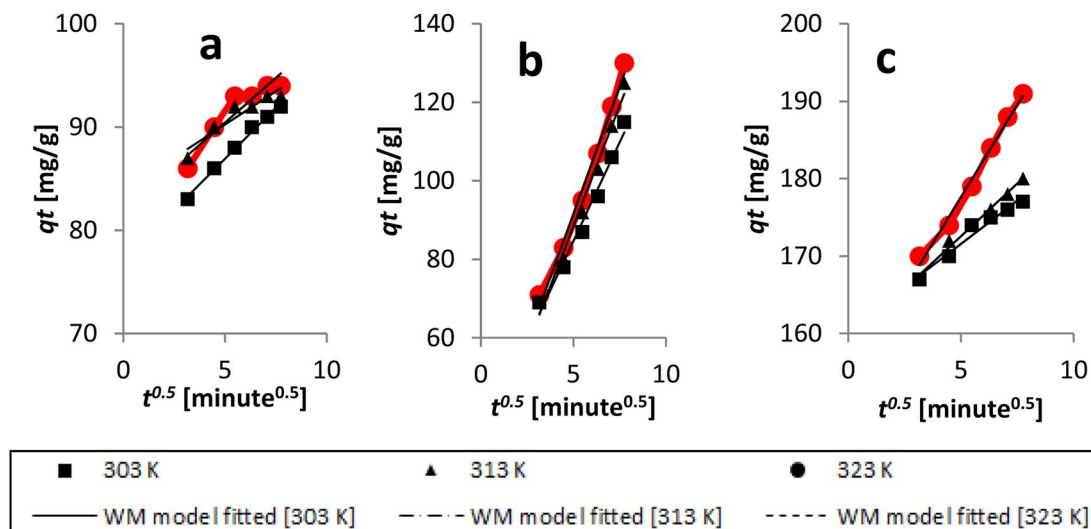 a
qt [mg/g]
100
90
80
70
0 5 10
t^0.5 [minute^0.5]
b
qt [mg/g]
140
120
100
80
60
0 5 10
t^0.5 [minute^0.5]
c
qt [mg/g]
200
190
180
170
160
0 5 10
t^0.5 [minute^0.5]
303 K 313 K 323 K
WM model fitted [303 K] WM model fitted [313 K] WM model fitted [323 K]